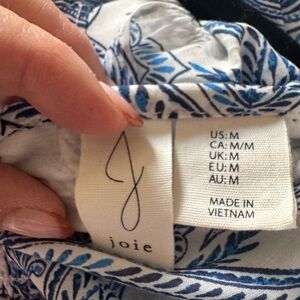 J
joie
US: M
CA: M/M
UK: M
EU: M
AU: M
MADE IN
VIETNAM